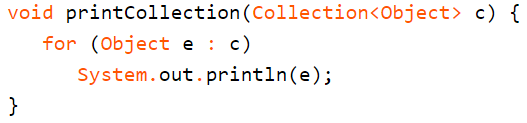 void printCollection(Collection<Object> c) {
   for (Object e : c)
      System.out.println(e);
}